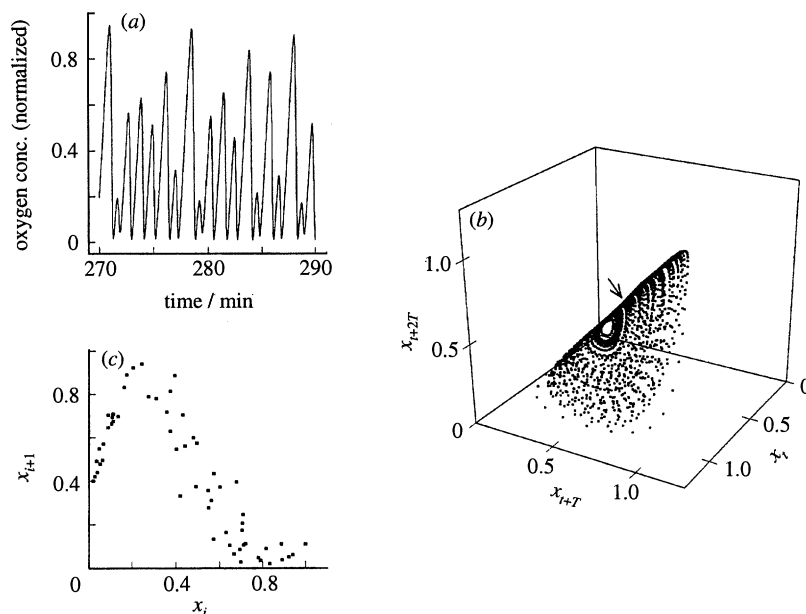 (a)
oxygen conc. (normalized)
0.8
0.4
0
270
280
290
time / min
(b)
1.0
0.5
0
x_{t+2T}
0.5
1.0
x_{t+T}
1.0
0.5
0
x_t
(c)
0.8
0.4
0
x_{i+1}
0.4
0.8
x_i